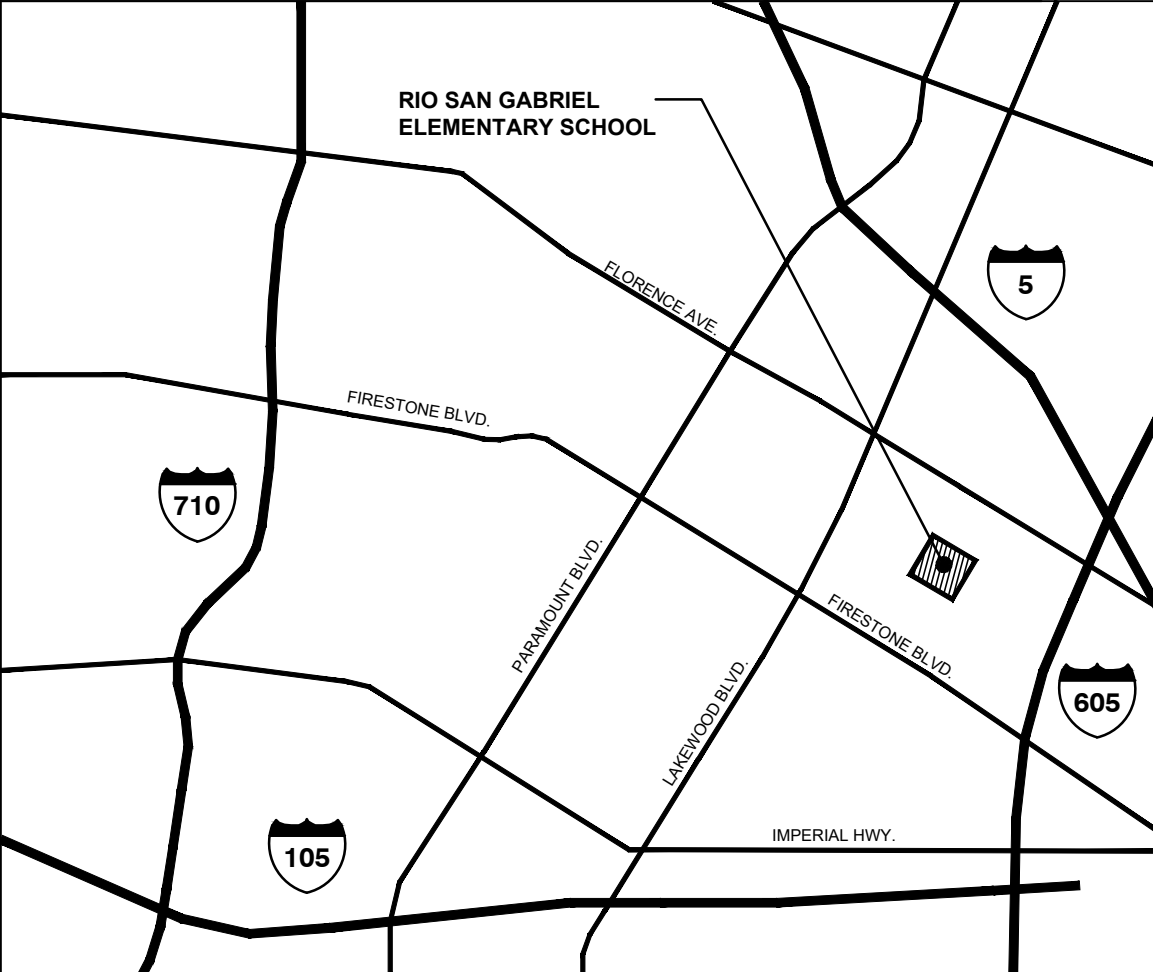 RIO SAN GABRIEL
ELEMENTARY SCHOOL
5
FLORENCE AVE.
FIRESTONE BLVD.
710
PARAMOUNT BLVD.
FIRESTONE BLVD.
LAKEWOOD BLVD.
605
IMPERIAL HWY.
105